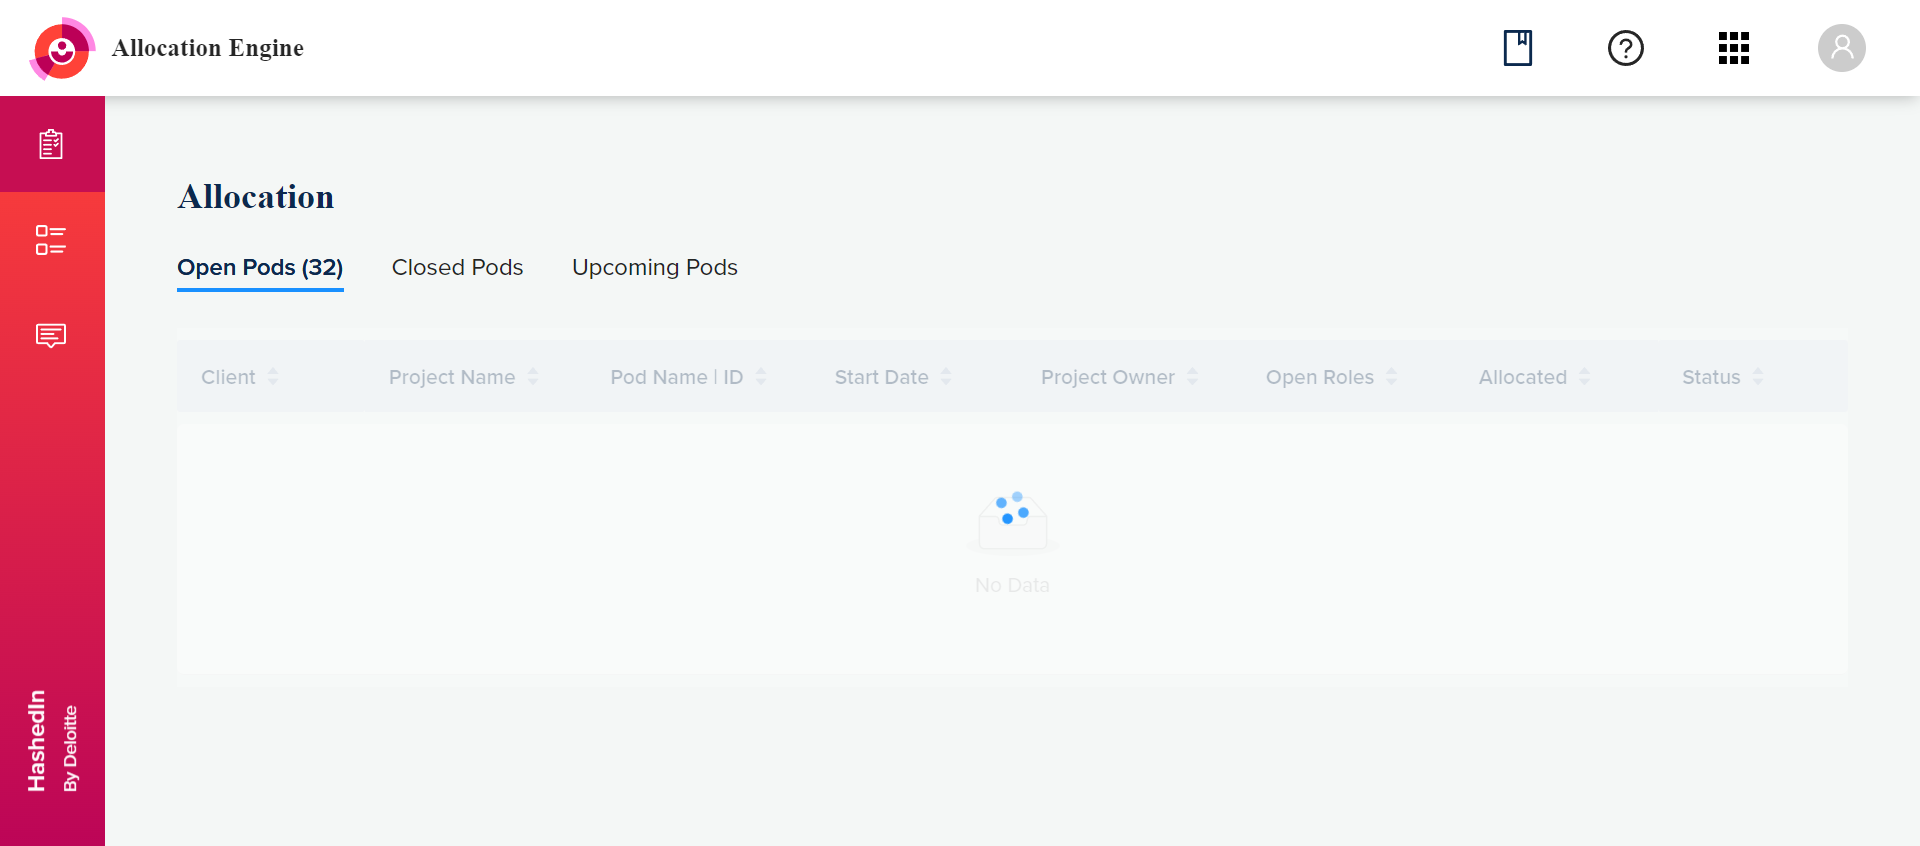 Allocation Engine
Allocation
Open Pods (32) Closed Pods Upcoming Pods
Client Project Name Pod Name | ID Start Date Project Owner Open Roles Allocated Status
No Data
HashedIn
By Deloitte